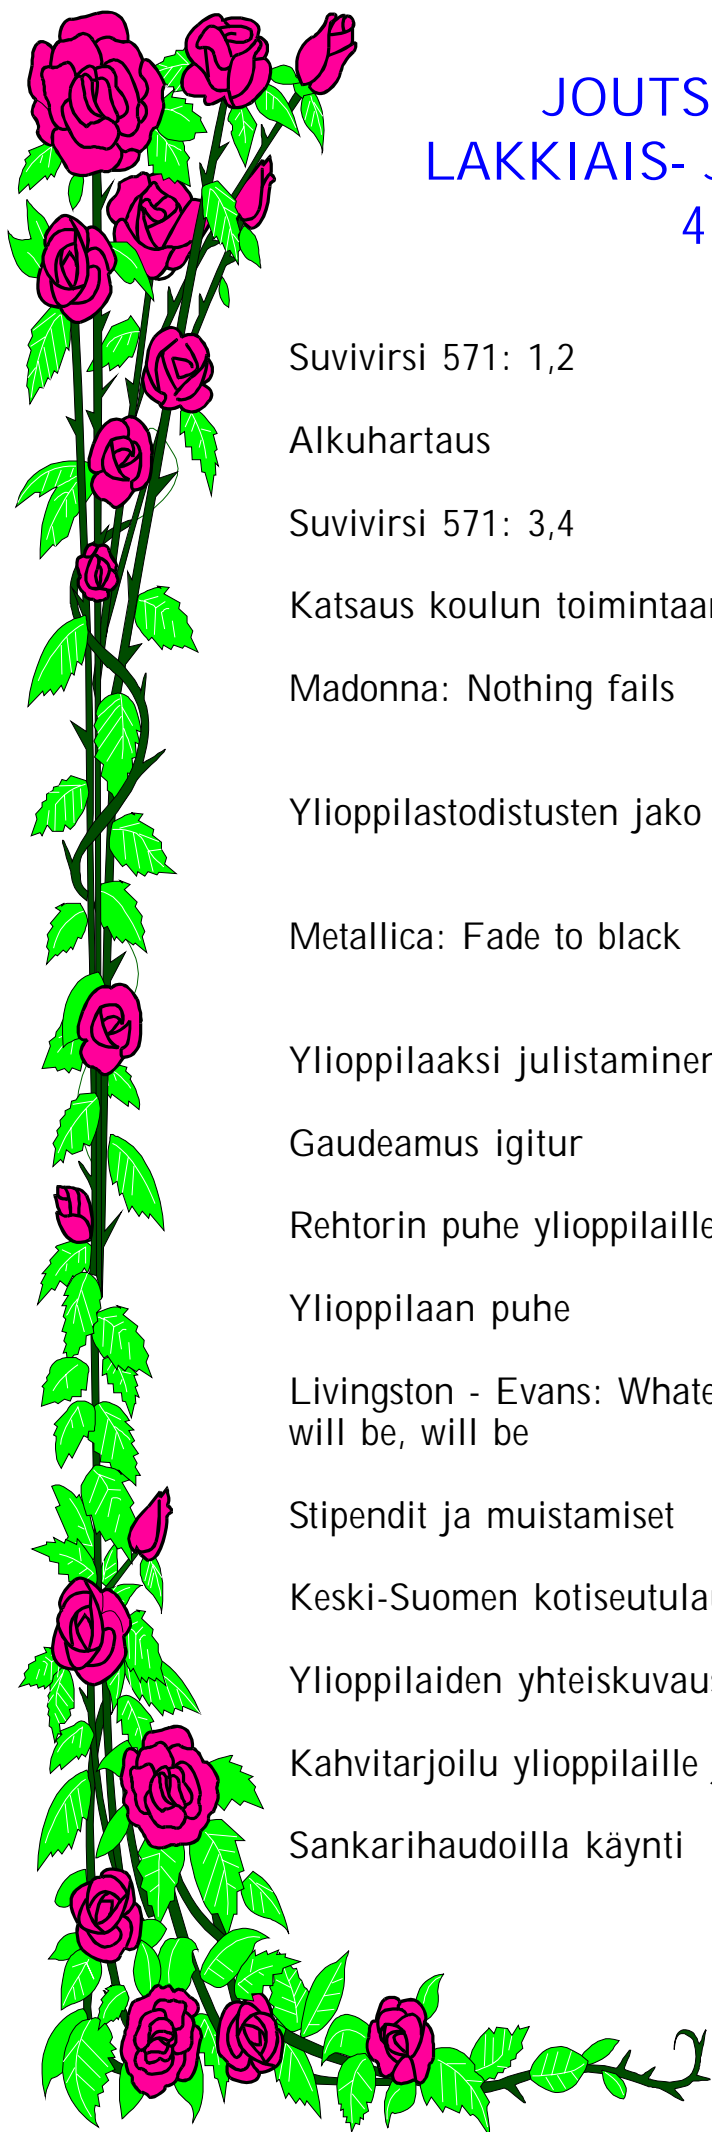 JOUTS
LAKKIAIS- J
4
Suvivirsi 571: 1,2
Alkuhartaus
Suvivirsi 571: 3,4
Katsaus koulun toimintaan
Madonna: Nothing fails
Ylioppilastodistusten jako
Metallica: Fade to black
Ylioppilaaksi julistaminen
Gaudeamus igitur
Rehtorin puhe ylioppilaille
Ylioppilaan puhe
Livingston - Evans: Whate
will be, will be
Stipendit ja muistamiset
Keski-Suomen kotiseutulau
Ylioppilaiden yhteiskuvaus
Kahvitarjoilu ylioppilaille j
Sankarihaudoilla käynti